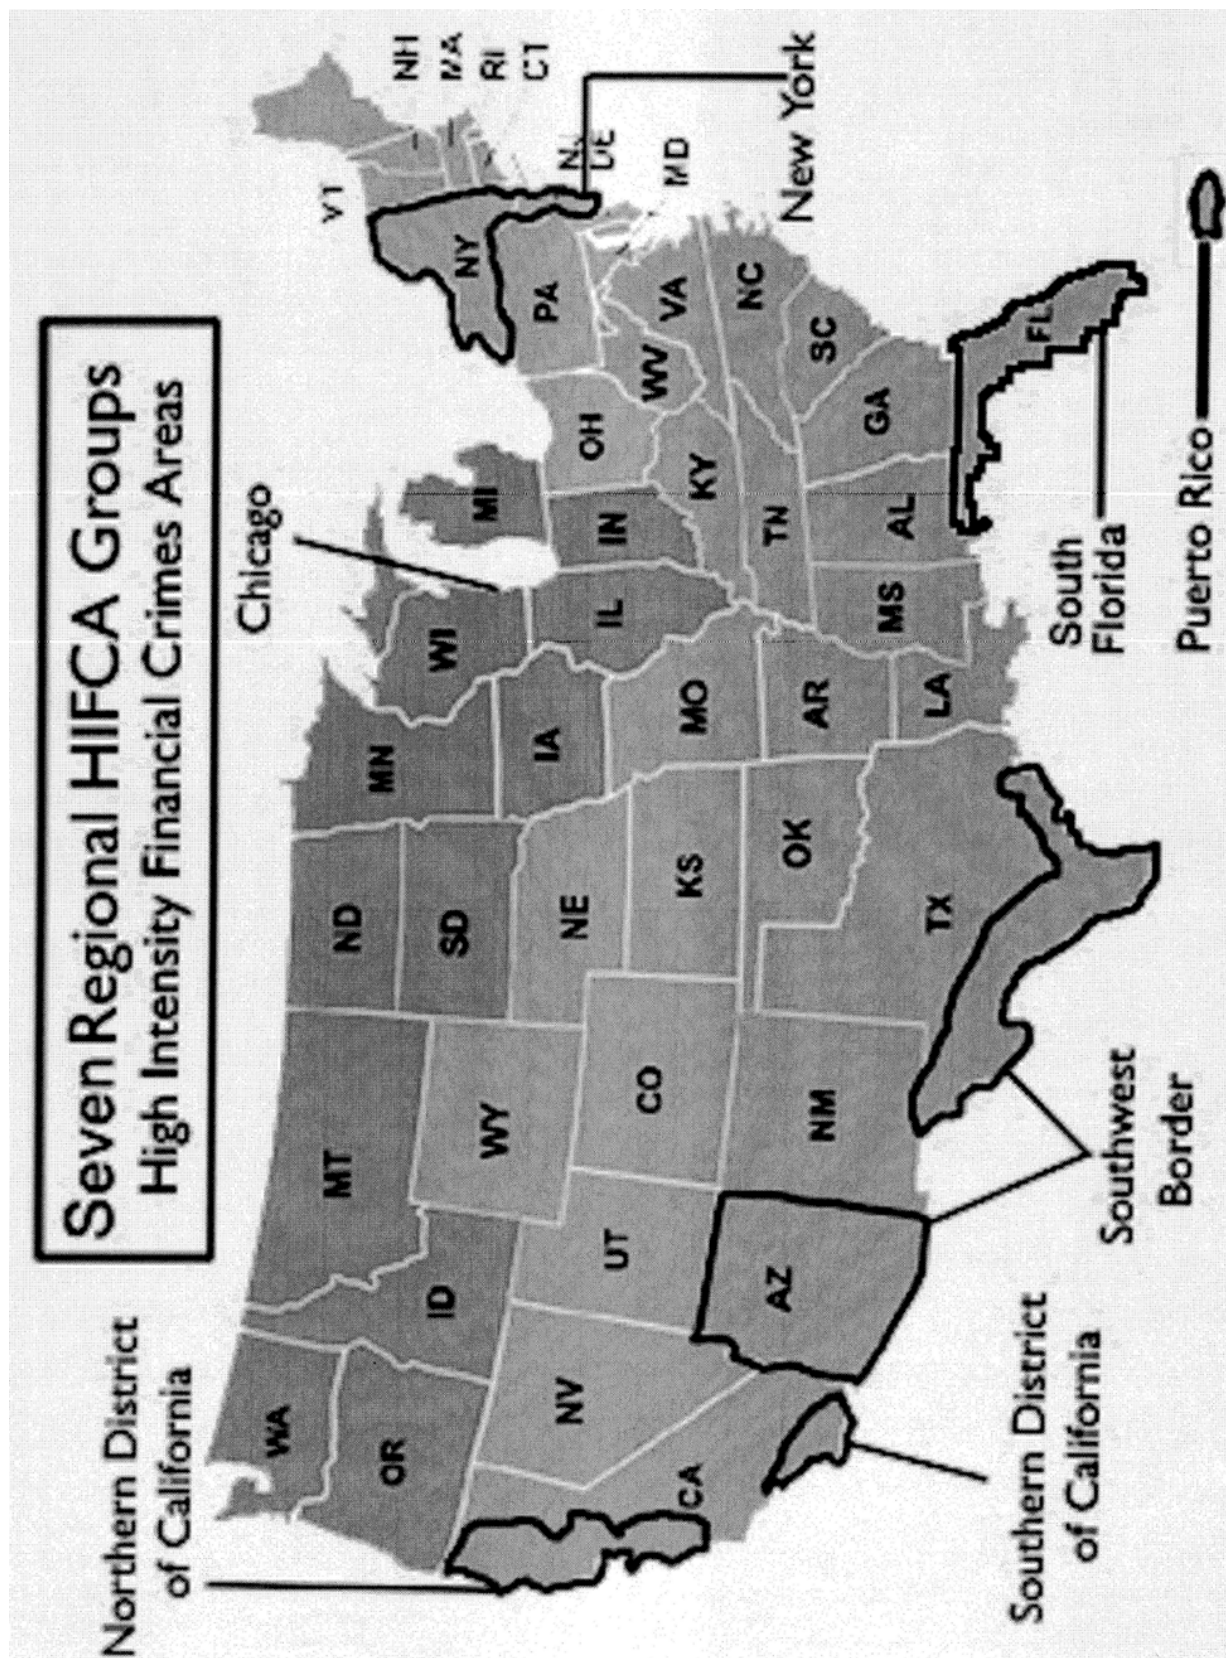 Seven Regional HIFCA Groups
High Intensity Financial Crimes Areas
Northern District
of California
Chicago
VT
NH
MA
RI
CT
DE
MD
New York
WA
OR
ID
MT
ND
SD
MN
WI
MI
NY
PA
WY
NE
IA
IL
IN
OH
WV
VA
NV
UT
CO
KS
MO
KY
NC
CA
AZ
NM
OK
AR
TN
SC
TX
LA
MS
AL
GA
FL
Southern District
of California
Southwest
Border
South
Florida
Puerto Rico